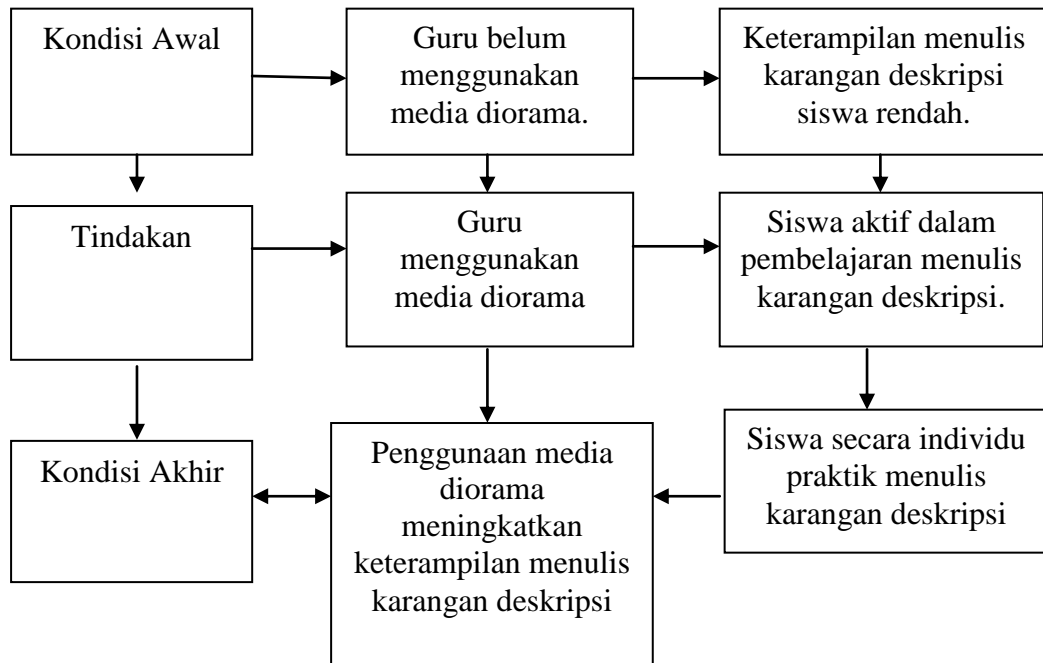 Kondisi Awal
Guru belum
menggunakan
media diorama.
Keterampilan menulis
karangan deskripsi
siswa rendah.
Tindakan
Guru
menggunakan
media diorama
Siswa aktif dalam
pembelajaran menulis
karangan deskripsi.
Kondisi Akhir
Penggunaan media
diorama
meningkatkan
keterampilan menulis
karangan deskripsi
Siswa secara individu
praktik menulis
karangan deskripsi